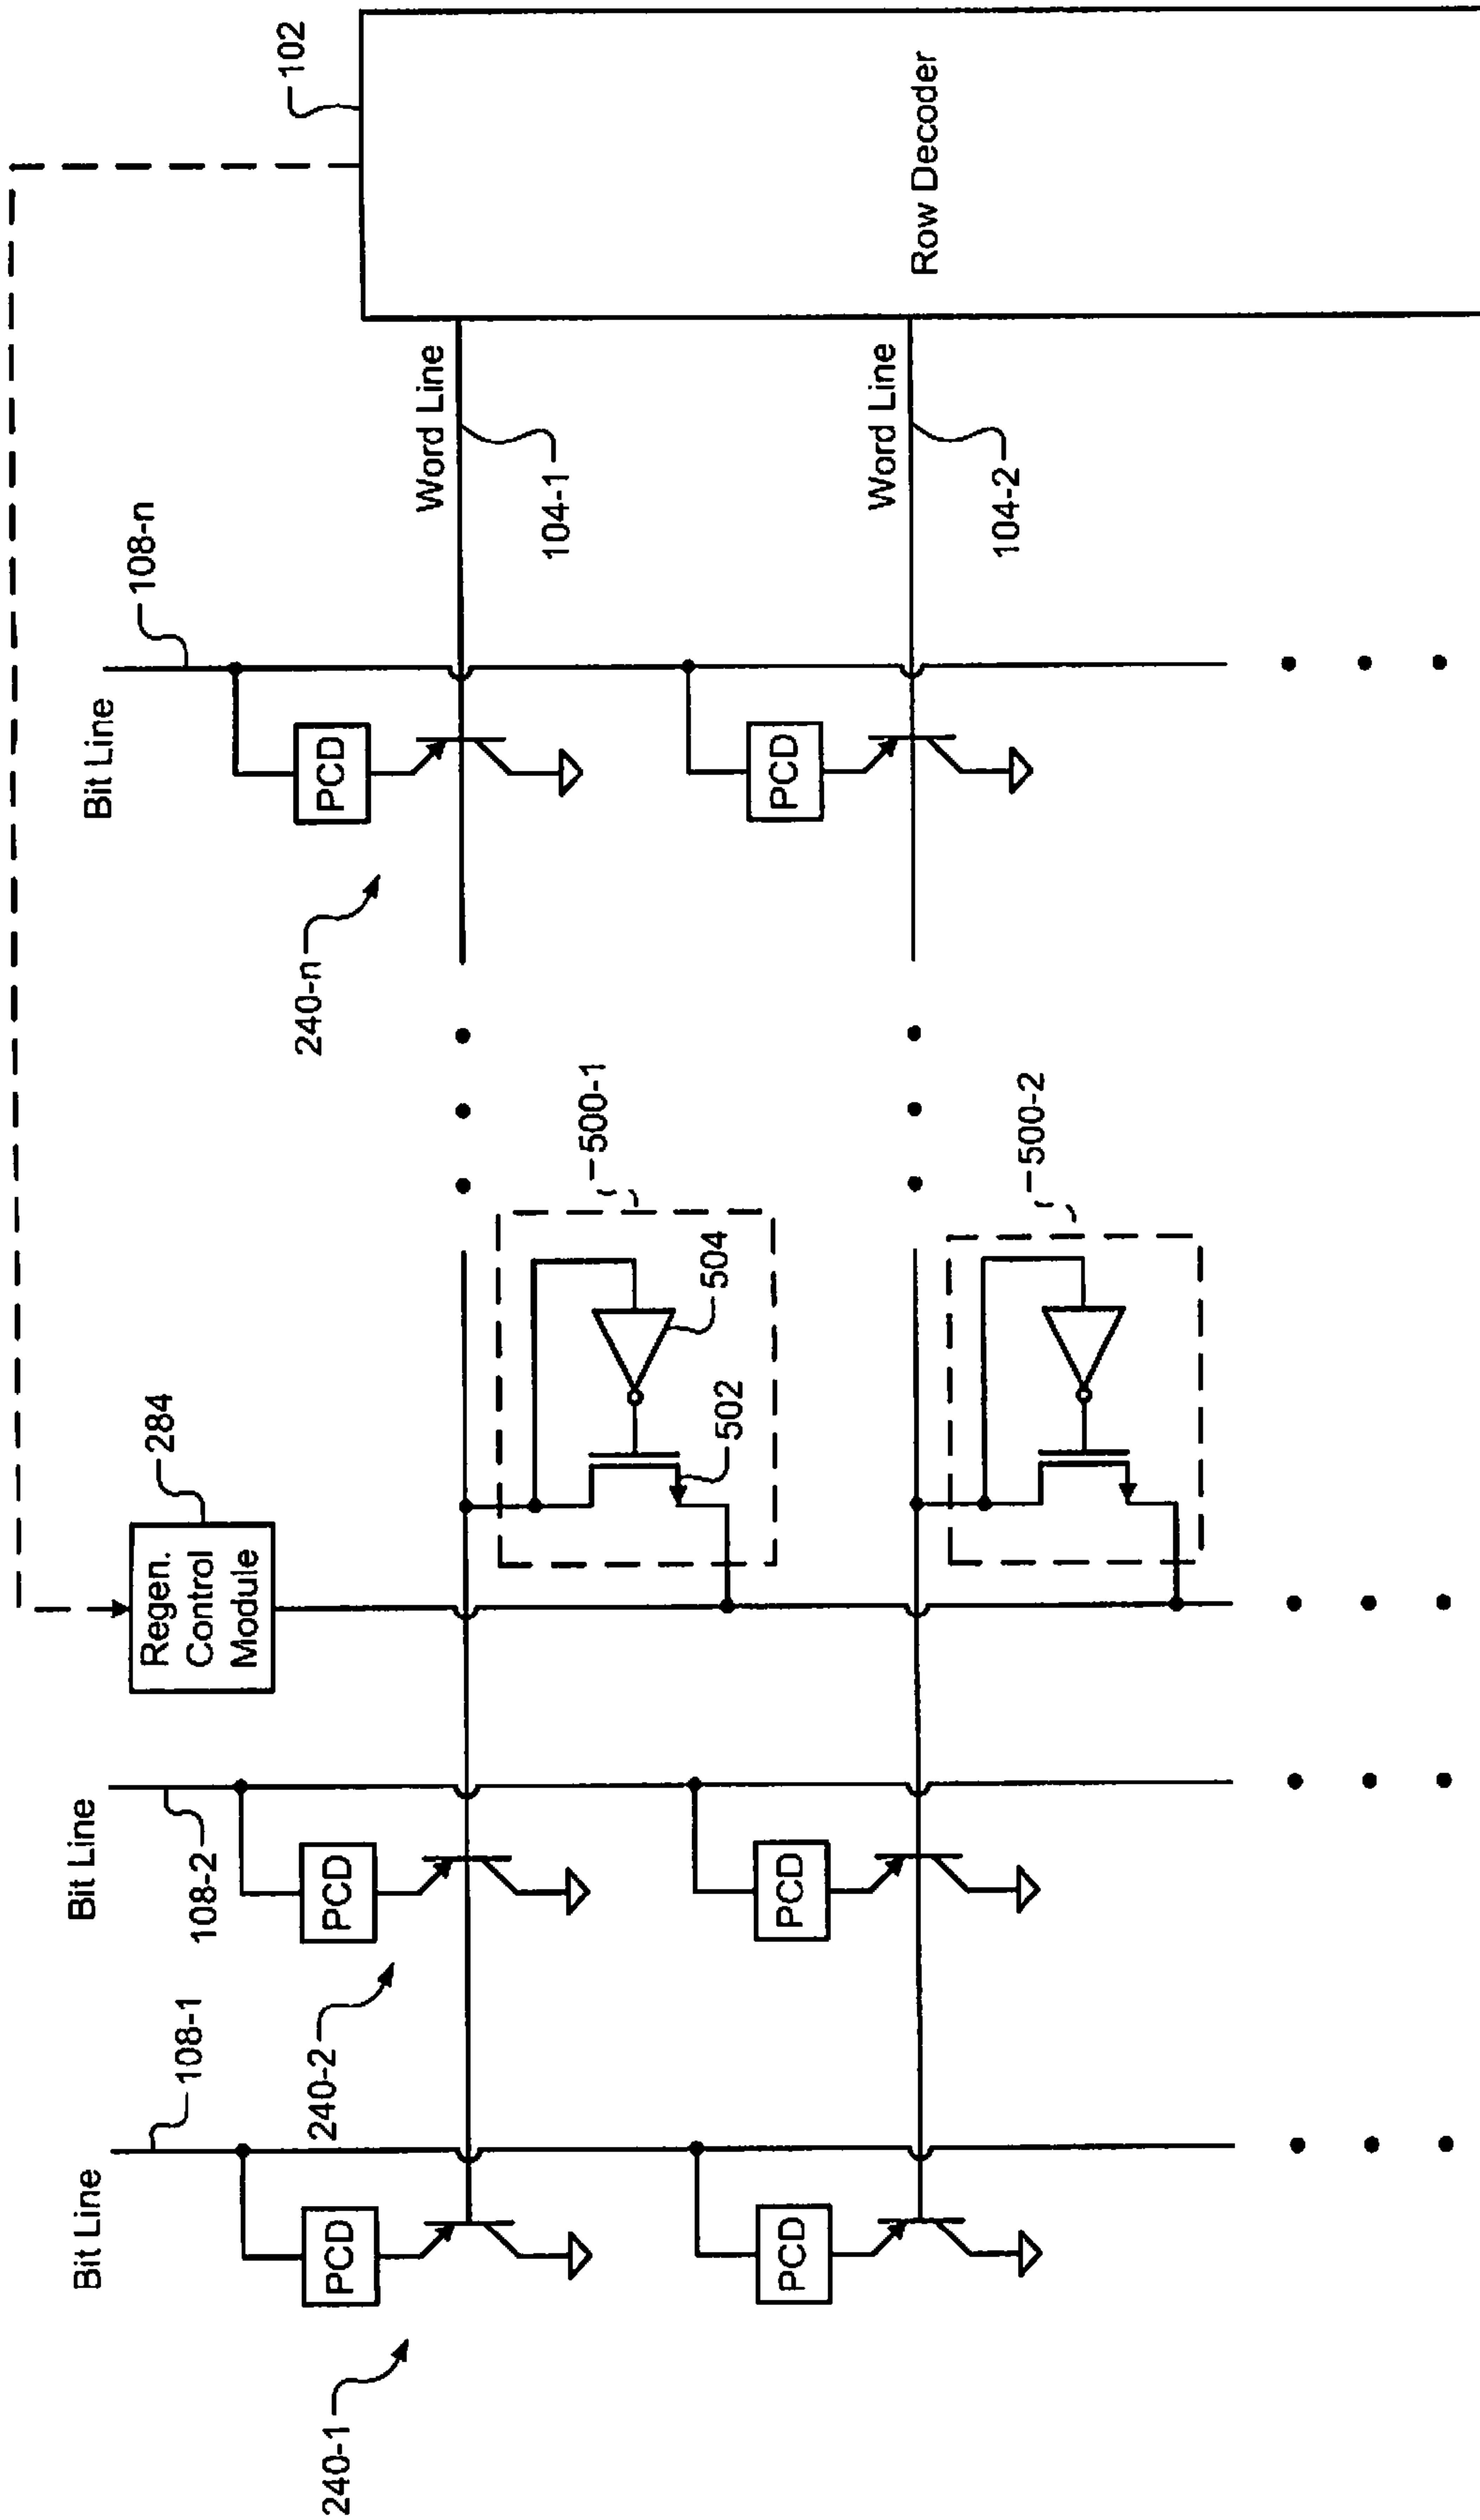 102
108-n
Bit Line
PCD
240-n
Word Line
104-1
Row Decoder
PCD
Word Line
104-2
500-1
504
502
500-2
284
Regen.
Control
Module
Bit Line
108-2
PCD
240-2
PCD
108-1
Bit Line
PCD
240-1
PCD